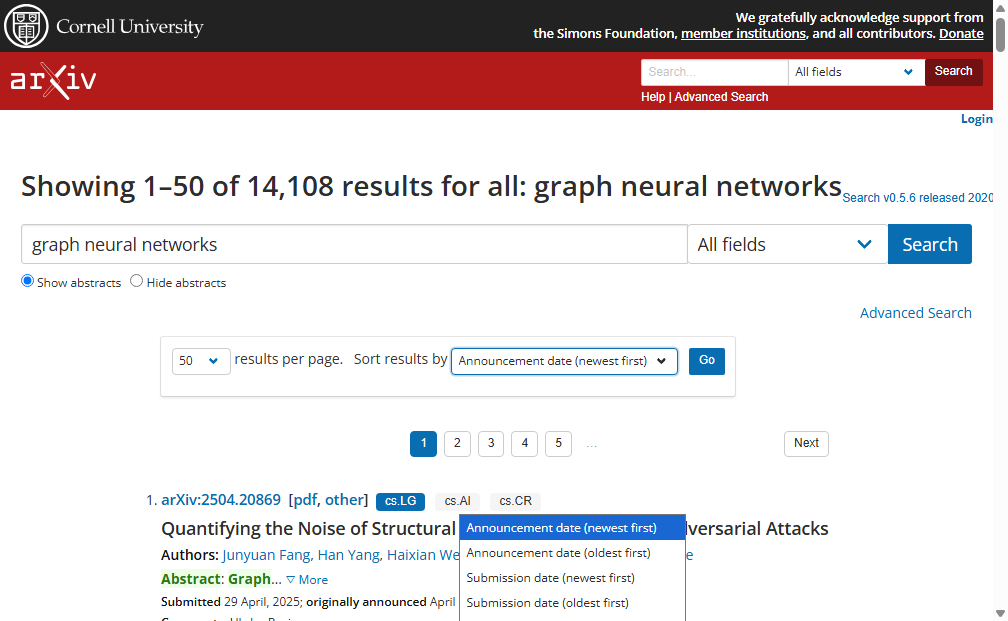 Cornell University
We gratefully acknowledge support from
the Simons Foundation, member institutions, and all contributors. Donate
arXiv
Search...
All fields
Search
Help | Advanced Search
Login
Showing 1–50 of 14,108 results for all: graph neural networks
Search v0.5.6 released 2020
graph neural networks
All fields
Search
Show abstracts
Hide abstracts
Advanced Search
50 results per page. Sort results by Announcement date (newest first) Go
1 2 3 4 5 ... Next
1. arXiv:2504.20869 [pdf, other] cs.LG cs.AI cs.CR
Quantifying the Noise of Structural versarial Attacks
Authors: Junyuan Fang, Han Yang, Haixian We e
Abstract: Graph... ▽ More
Submitted 29 April, 2025; originally announced April
Announcement date (newest first)
Announcement date (oldest first)
Submission date (newest first)
Submission date (oldest first)